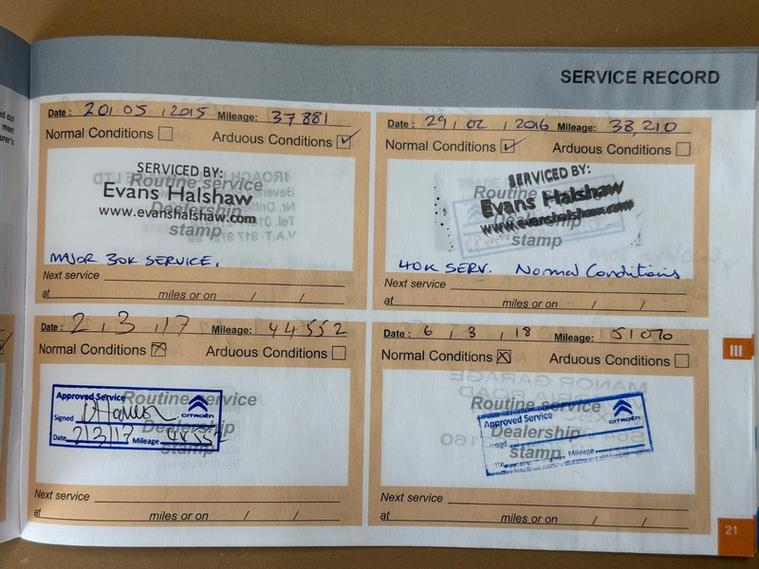 SERVICE RECORD
Date : 20 / 05 / 2015 Mileage: 37881
Normal Conditions Arduous Conditions ✓
SERVICED BY:
Routine service
Evans Halshaw
Dealership
www.evanshalshaw.com
stamp
MAJOR 30K SERVICE.
Next service
at miles or on / /
Date : 29 / 02 / 2016 Mileage: 38,210
Normal Conditions ✓ Arduous Conditions
SERVICED BY:
Routine service
Evans Halshaw
Dealership
www.evanshalshaw.com
stamp
40K SERV. Normal Conditions
Next service
at miles or on / /
Date : 2 , 3 , 17 Mileage: 44552
Normal Conditions ☒ Arduous Conditions
Approved Service
Routine service
Signed
CITROËN
Dealership
Date 2/3/17 Mileage 44552
stamp
Next service
at miles or on / /
Date : 6 , 3 , 18 Mileage: 51070
Normal Conditions ☒ Arduous Conditions
Routine service
Approved Service
CITROËN
Dealership
Mileage
stamp
Next service
at miles or on / /
III
21